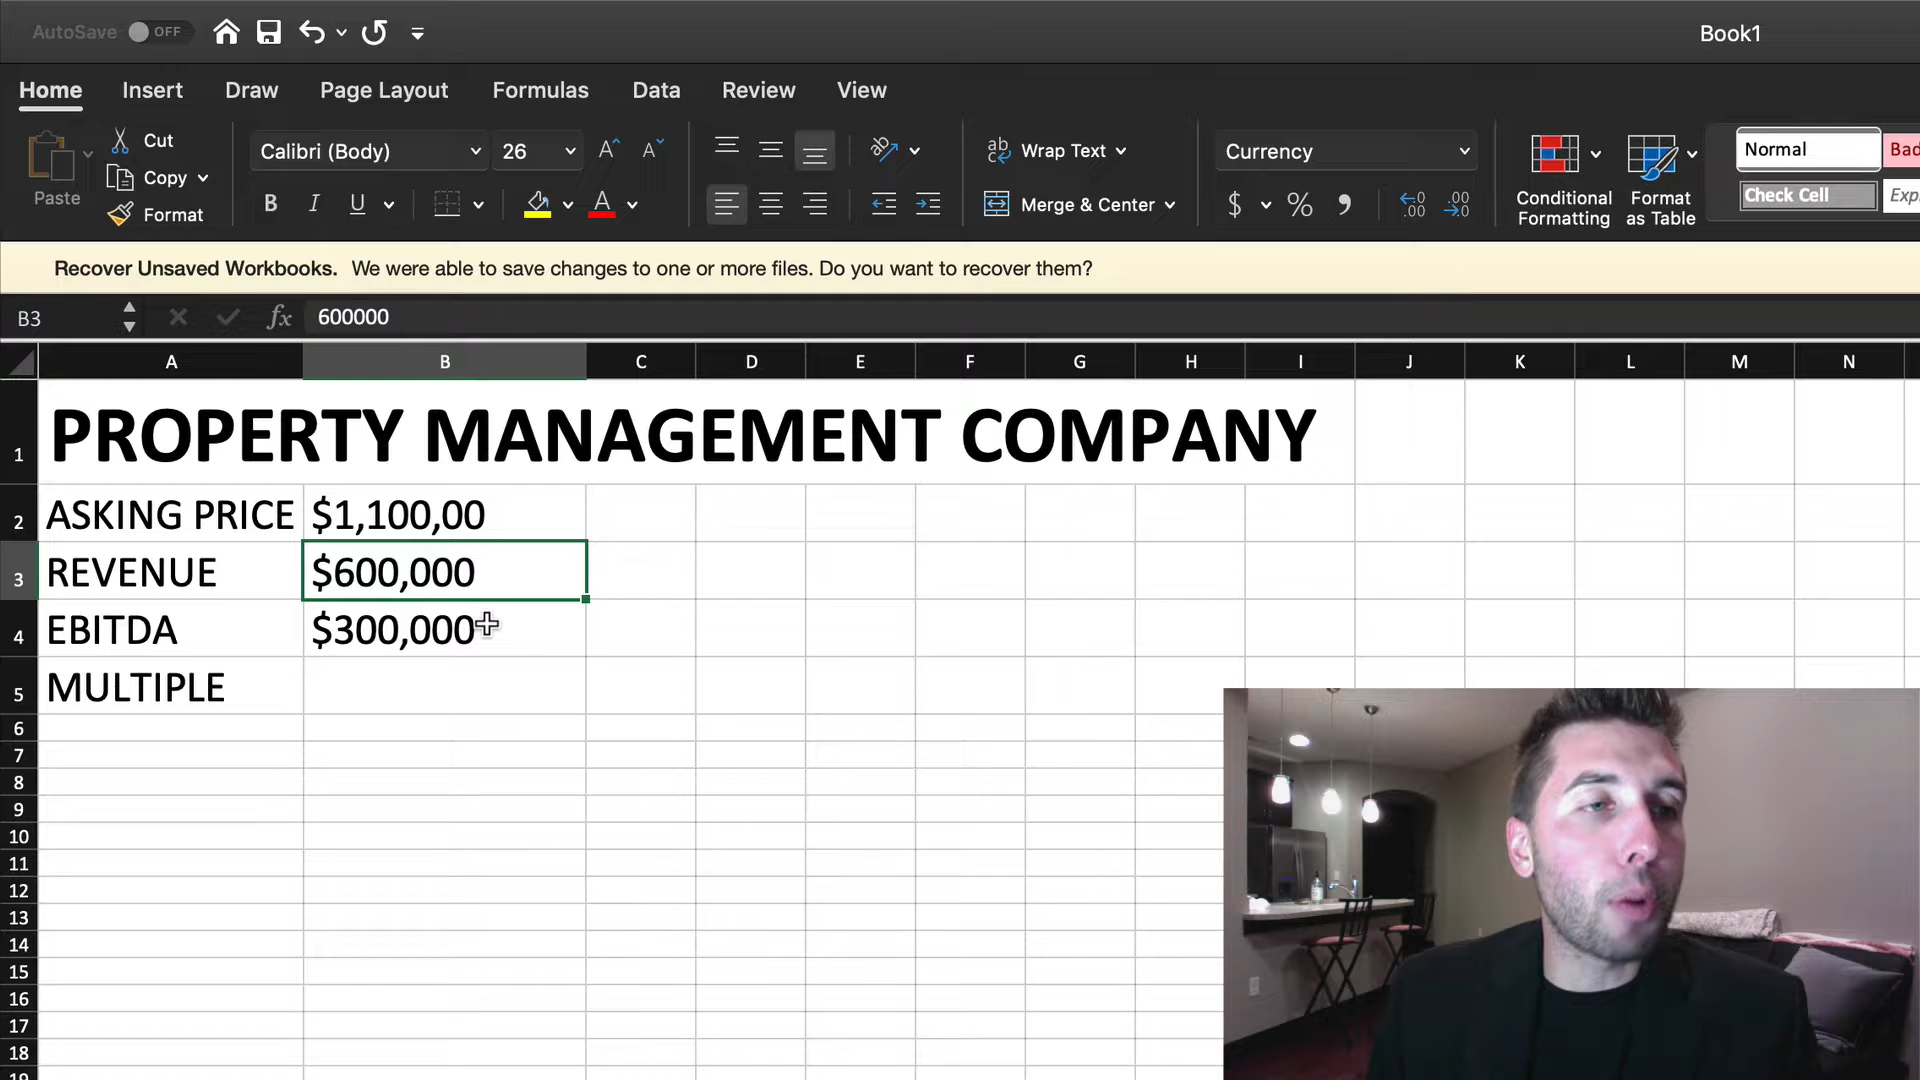 AutoSave OFF Book1
Home Insert Draw Page Layout Formulas Data Review View
Paste
Cut
Copy
Format
Calibri (Body) 26
B I U A
ab Wrap Text
c
Merge & Center
Currency
$ % 9
Conditional Formatting
Format as Table
Normal Bad
Check Cell
Recover Unsaved Workbooks. We were able to save changes to one or more files. Do you want to recover them?
B3 fx 600000
A B C D E F G H I J K L M N
1 PROPERTY MANAGEMENT COMPANY
2 ASKING PRICE $1,100,00
3 REVENUE $600,000
4 EBITDA $300,000
5 MULTIPLE
6
7
8
9
10
11
12
13
14
15
16
17
18